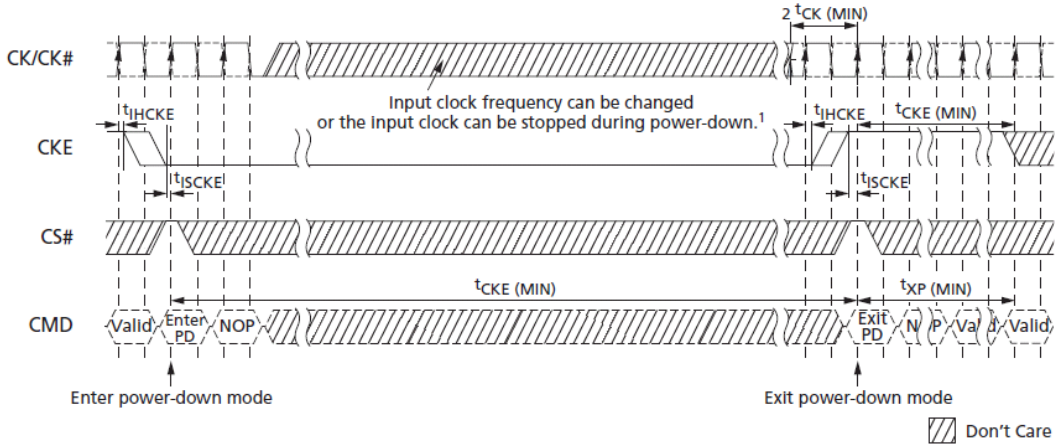 2 tCK (MIN)
CK/CK#
Input clock frequency can be changed
or the input clock can be stopped during power-down.1
tIHCKE
tIHCKE
tCKE (MIN)
CKE
tISCKE
tISCKE
CS#
tCKE (MIN)
tXP (MIN)
CMD
Valid
Enter PD
NOP
Exit PD
N P
Val d
Valid
Enter power-down mode
Exit power-down mode
Don't Care